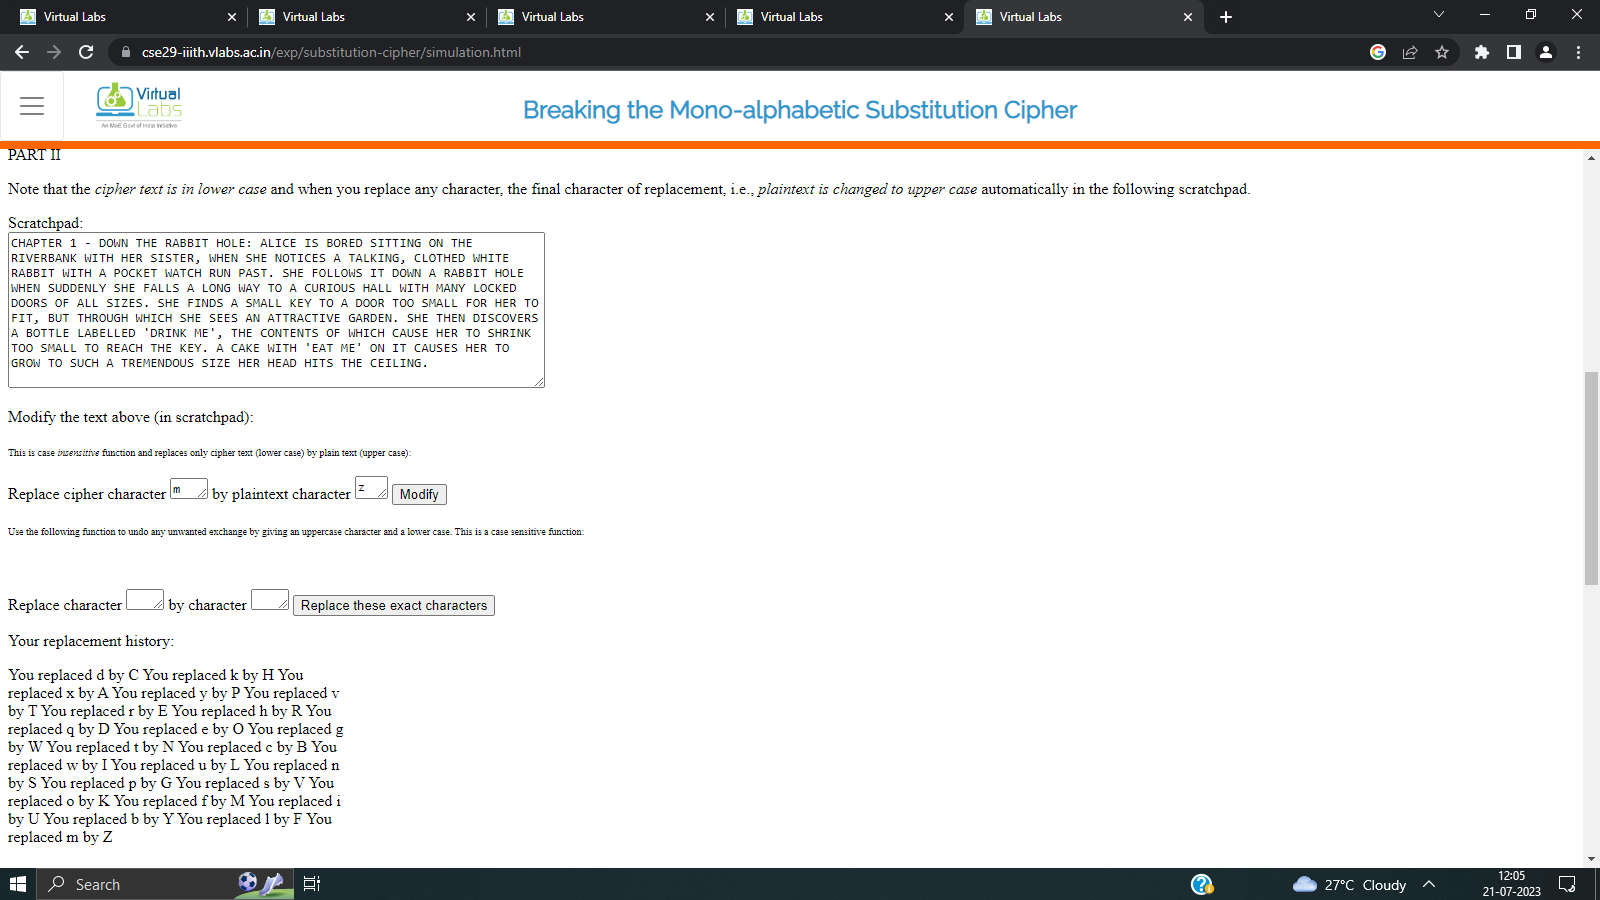 Virtual Labs
Virtual Labs
Virtual Labs
Virtual Labs
Virtual Labs
cse29-iiith.vlabs.ac.in/exp/substitution-cipher/simulation.html
Virtual
Labs
An MoE Govt of India Initiative
Breaking the Mono-alphabetic Substitution Cipher
PART II
Note that the cipher text is in lower case and when you replace any character, the final character of replacement, i.e., plaintext is changed to upper case automatically in the following scratchpad.
Scratchpad:
CHAPTER 1 - DOWN THE RABBIT HOLE: ALICE IS BORED SITTING ON THE
RIVERBANK WITH HER SISTER, WHEN SHE NOTICES A TALKING, CLOTHED WHITE
RABBIT WITH A POCKET WATCH RUN PAST. SHE FOLLOWS IT DOWN A RABBIT HOLE
WHEN SUDDENLY SHE FALLS A LONG WAY TO A CURIOUS HALL WITH MANY LOCKED
DOORS OF ALL SIZES. SHE FINDS A SMALL KEY TO A DOOR TOO SMALL FOR HER TO
FIT, BUT THROUGH WHICH SHE SEES AN ATTRACTIVE GARDEN. SHE THEN DISCOVERS
A BOTTLE LABELLED 'DRINK ME', THE CONTENTS OF WHICH CAUSE HER TO SHRINK
TOO SMALL TO REACH THE KEY. A CAKE WITH 'EAT ME' ON IT CAUSES HER TO
GROW TO SUCH A TREMENDOUS SIZE HER HEAD HITS THE CEILING.
Modify the text above (in scratchpad):
This is case insensitive function and replaces only cipher text (lower case) by plain text (upper case):
Replace cipher character m by plaintext character z Modify
Use the following function to undo any unwanted exchange by giving an uppercase character and a lower case. This is a case sensitive function:
Replace character by character Replace these exact characters
Your replacement history:
You replaced d by C You replaced k by H You
replaced x by A You replaced y by P You replaced v
by T You replaced r by E You replaced h by R You
replaced q by D You replaced e by O You replaced g
by W You replaced t by N You replaced c by B You
replaced w by I You replaced u by L You replaced n
by S You replaced p by G You replaced s by V You
replaced o by K You replaced f by M You replaced i
by U You replaced b by Y You replaced l by F You
replaced m by Z
Search
27°C Cloudy
12:05
21-07-2023